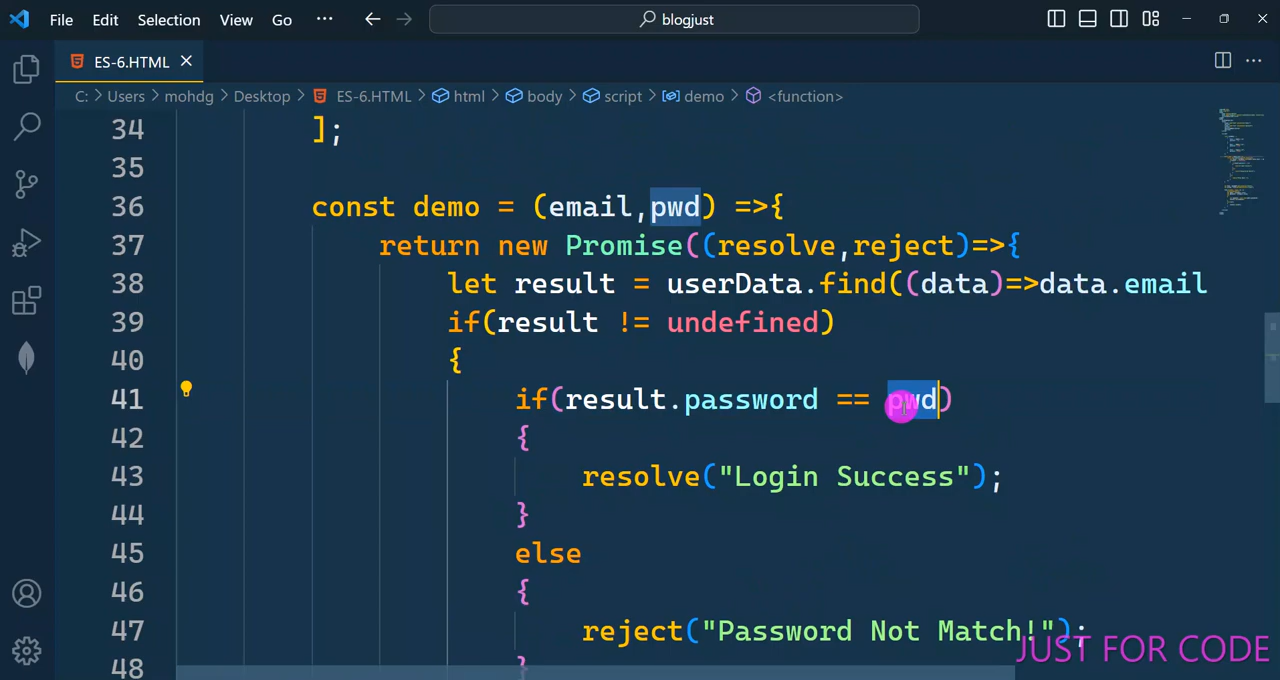 File Edit Selection View Go ··· ← → blogjust
ES-6.HTML ×
C: > Users > mohdg > Desktop > ES-6.HTML > html > body > script > demo > <function>
34 ];
35
36 const demo = (email,pwd) =>{
37 return new Promise((resolve,reject)=>{
38 let result = userData.find((data)=>data.email
39 if(result != undefined)
40 {
41 if(result.password == pwd)
42 {
43 resolve("Login Success");
44 }
45 else
46 {
47 reject("Password Not Match!");
48 }
JUST FOR CODE